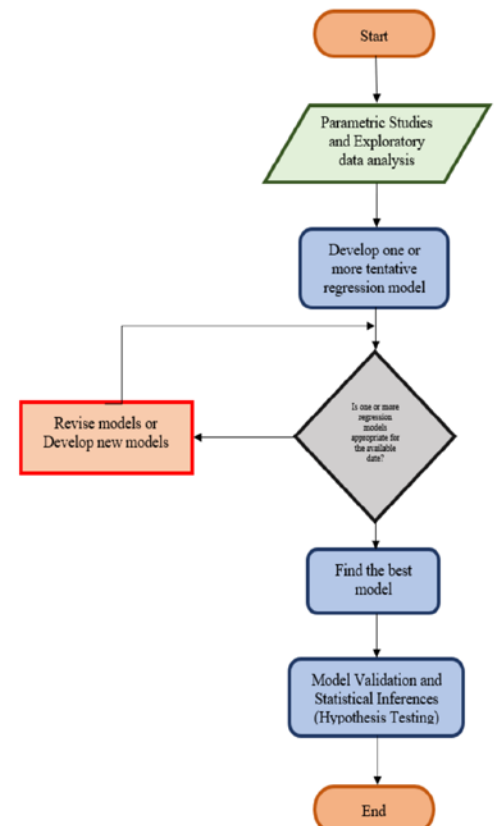 Start
Parametric Studies
and Exploratory
data analysis
Develop one or
more tentative
regression model
Is one or more
regression
models
appropriate for
the available
date?
Revise models or
Develop new models
Find the best
model
Model Validation and
Statistical Inferences
(Hypothesis Testing)
End